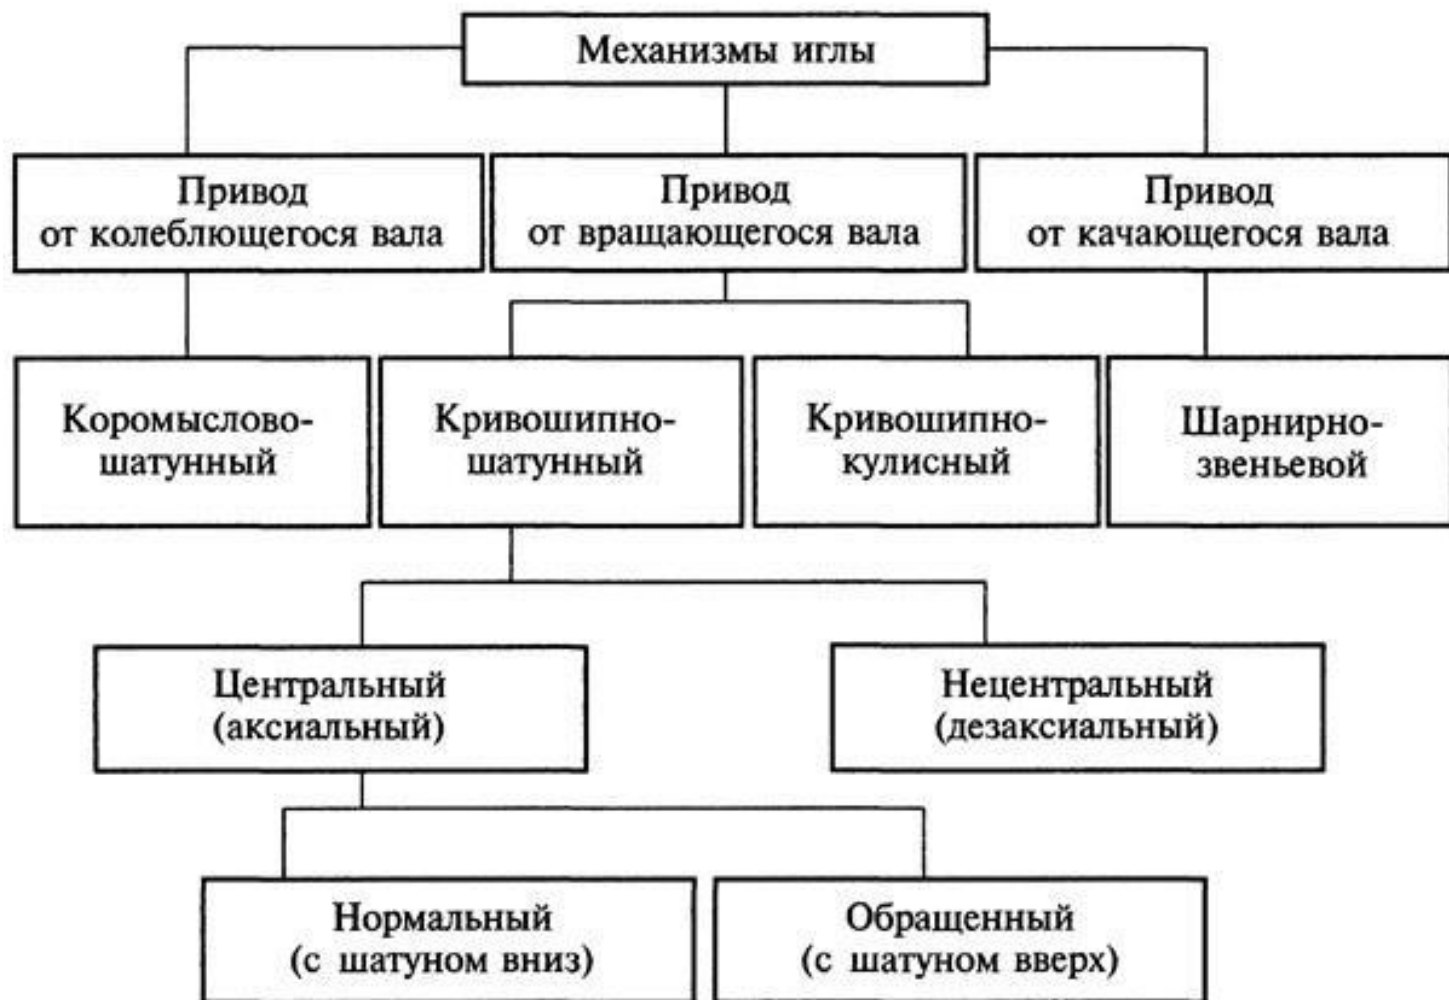 Механизмы иглы
Привод
от колеблющегося вала
Привод
от вращающегося вала
Привод
от качающегося вала
Коромыслово-
шатунный
Кривошипно-
шатунный
Кривошипно-
кулисный
Шарнирно-
звеньевой
Центральный
(аксиальный)
Нецентральный
(дезаксиальный)
Нормальный
(с шатуном вниз)
Обращенный
(с шатуном вверх)